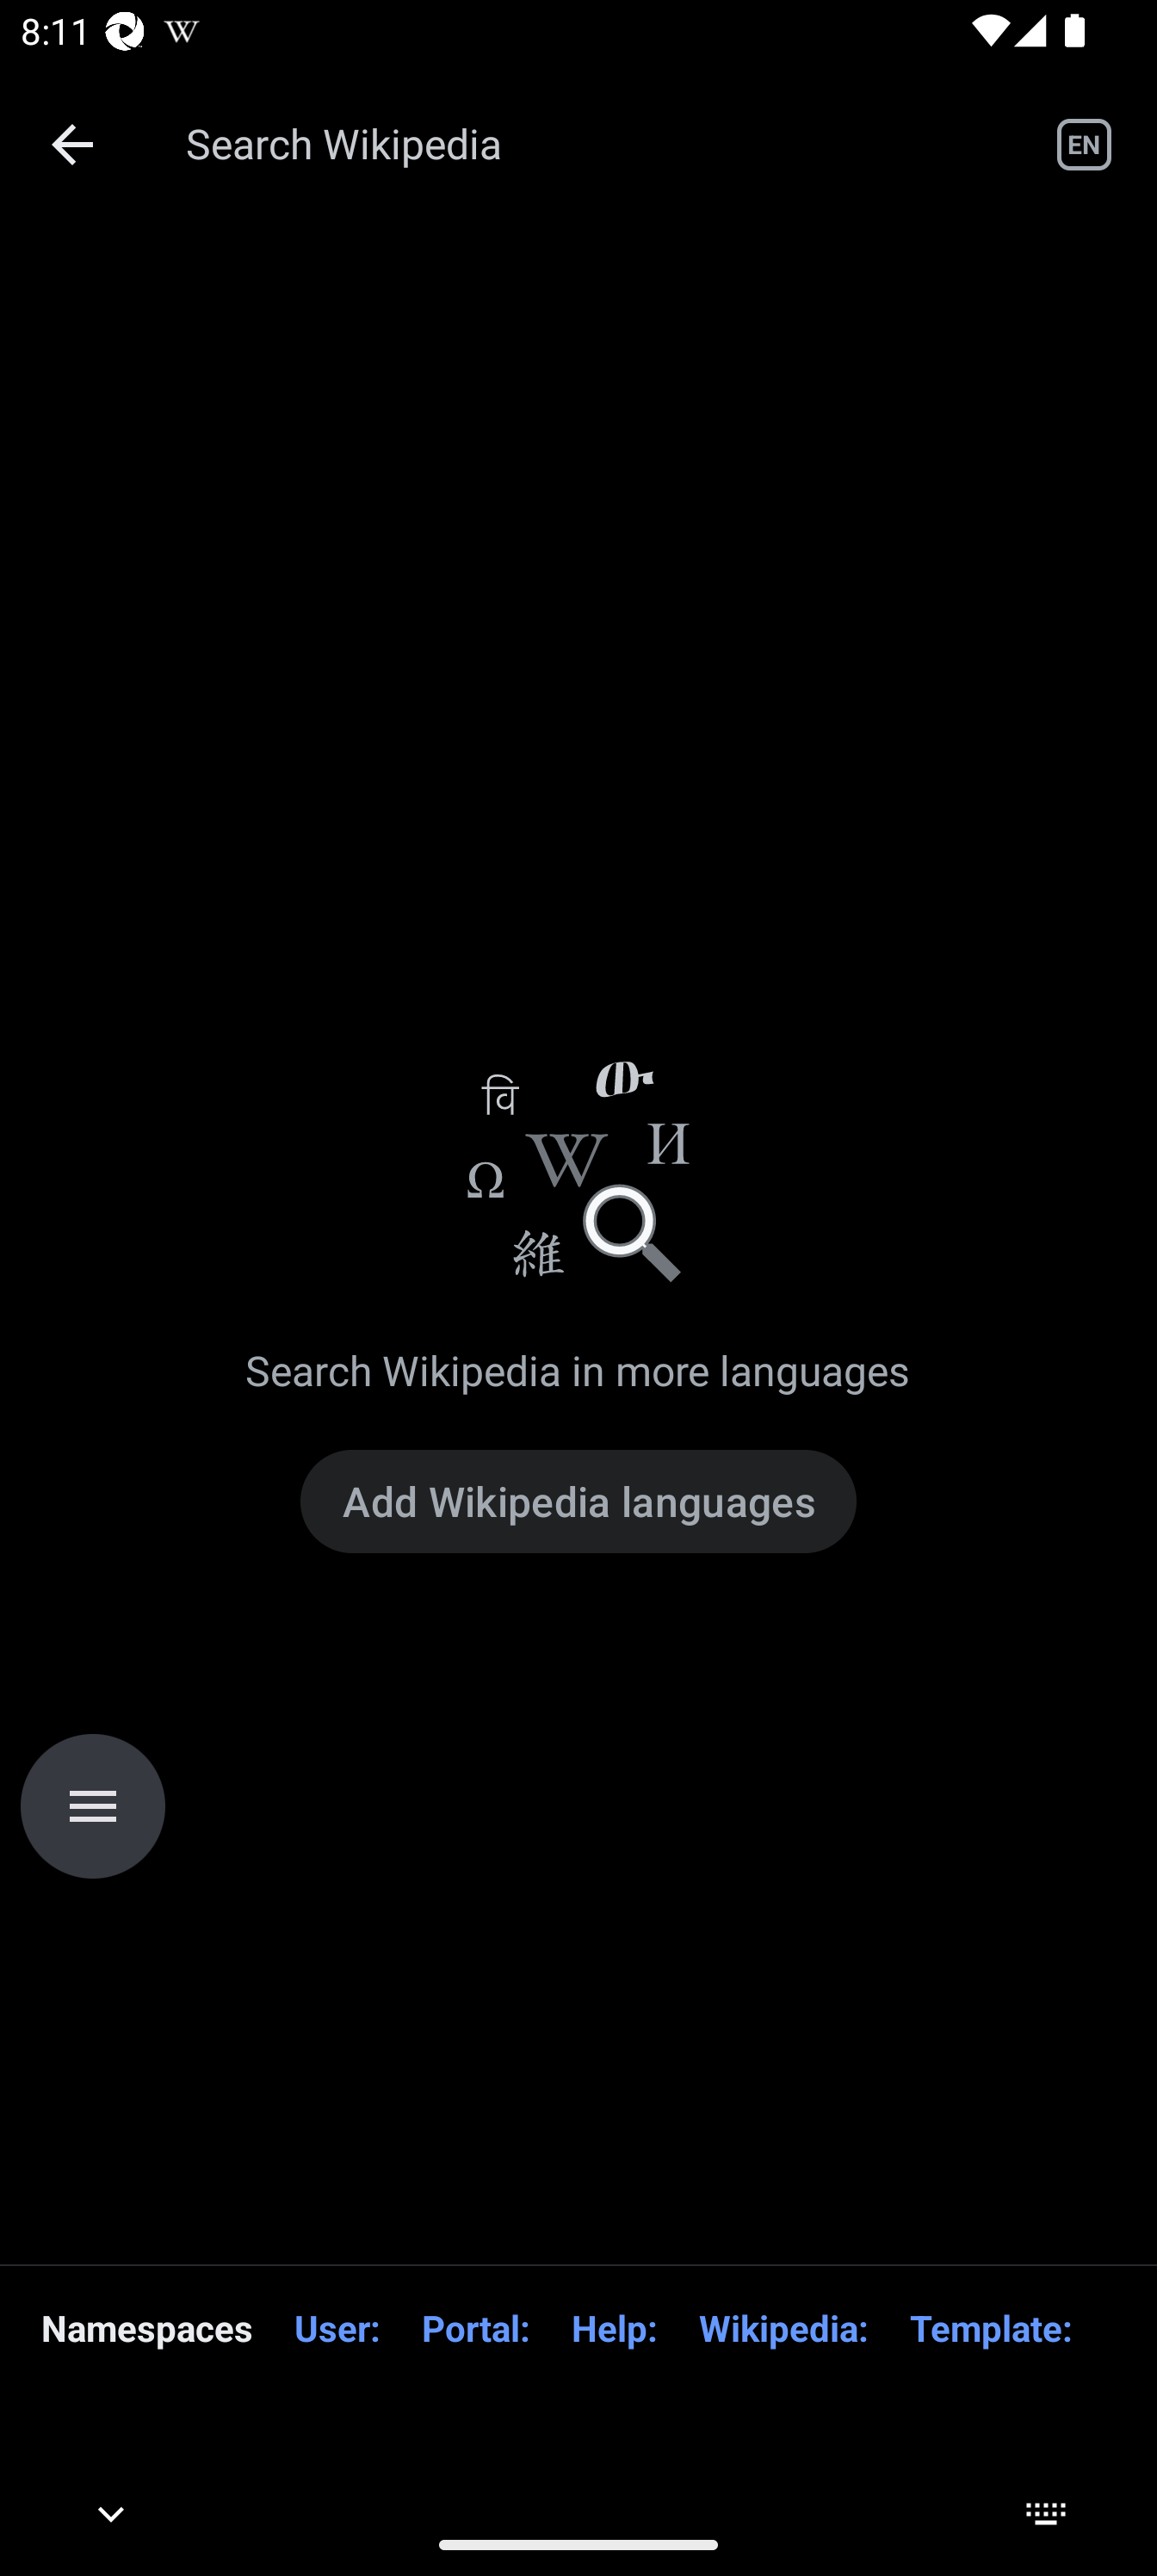 8:11 W
Search Wikipedia EN
वि ው
Ω W И
維
Search Wikipedia in more languages
Add Wikipedia languages
Namespaces User: Portal: Help: Wikipedia: Template: